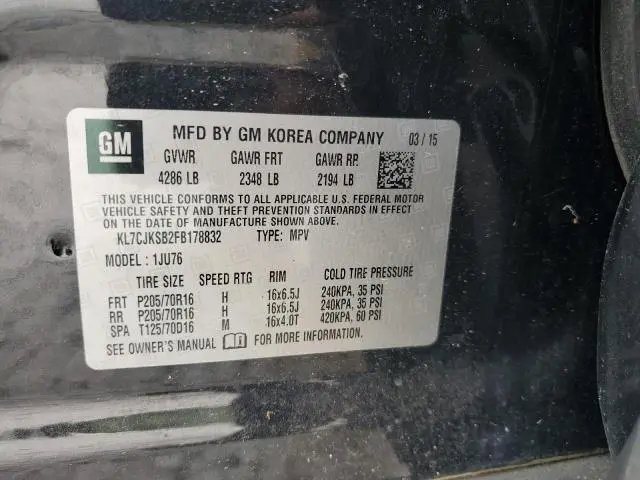 GM MFD BY GM KOREA COMPANY 03 / 15
GVWR GAWR FRT GAWR RR
4286 LB 2348 LB 2194 LB
THIS VEHICLE CONFORMS TO ALL APPLICABLE U.S. FEDERAL MOTOR
VEHICLE SAFETY AND THEFT PREVENTION STANDARDS IN EFFECT
ON THE DATE OF MANUFACTURE SHOWN ABOVE.
KL7CJKSB2FB178832 TYPE: MPV
MODEL : 1JU76
TIRE SIZE SPEED RTG RIM COLD TIRE PRESSURE
FRT P205/70R16 H 16x6.5J 240KPA, 35 PSI
RR P205/70R16 H 16x6.5J 240KPA, 35 PSI
SPA T125/70D16 M 16x4.0T 420KPA, 60 PSI
SEE OWNER'S MANUAL FOR MORE INFORMATION.